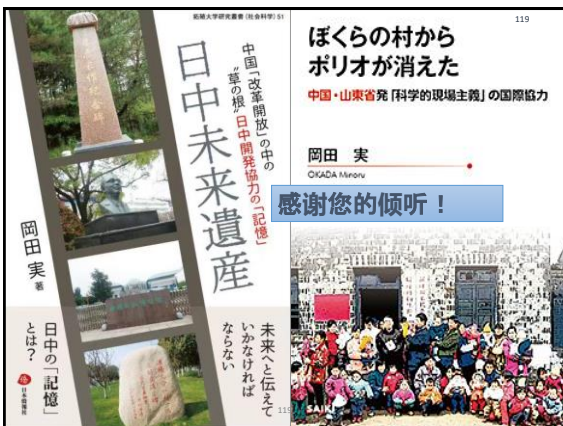 拓殖大学研究叢書(社会科学)51
中国「改革開放」の中の
“草の根”日中開発協力の「記憶」
日中未来遺産
岡田 実 著
未来へと伝えて
いかなければ
ならない
日中の「記憶」
とは?
日本僑報社
119
ぼくらの村から
ポリオが消えた
中国・山東省発「科学的現場主義」の国際協力
岡田 実
OKADA Minoru
感谢您的倾听!
119
SAIKI